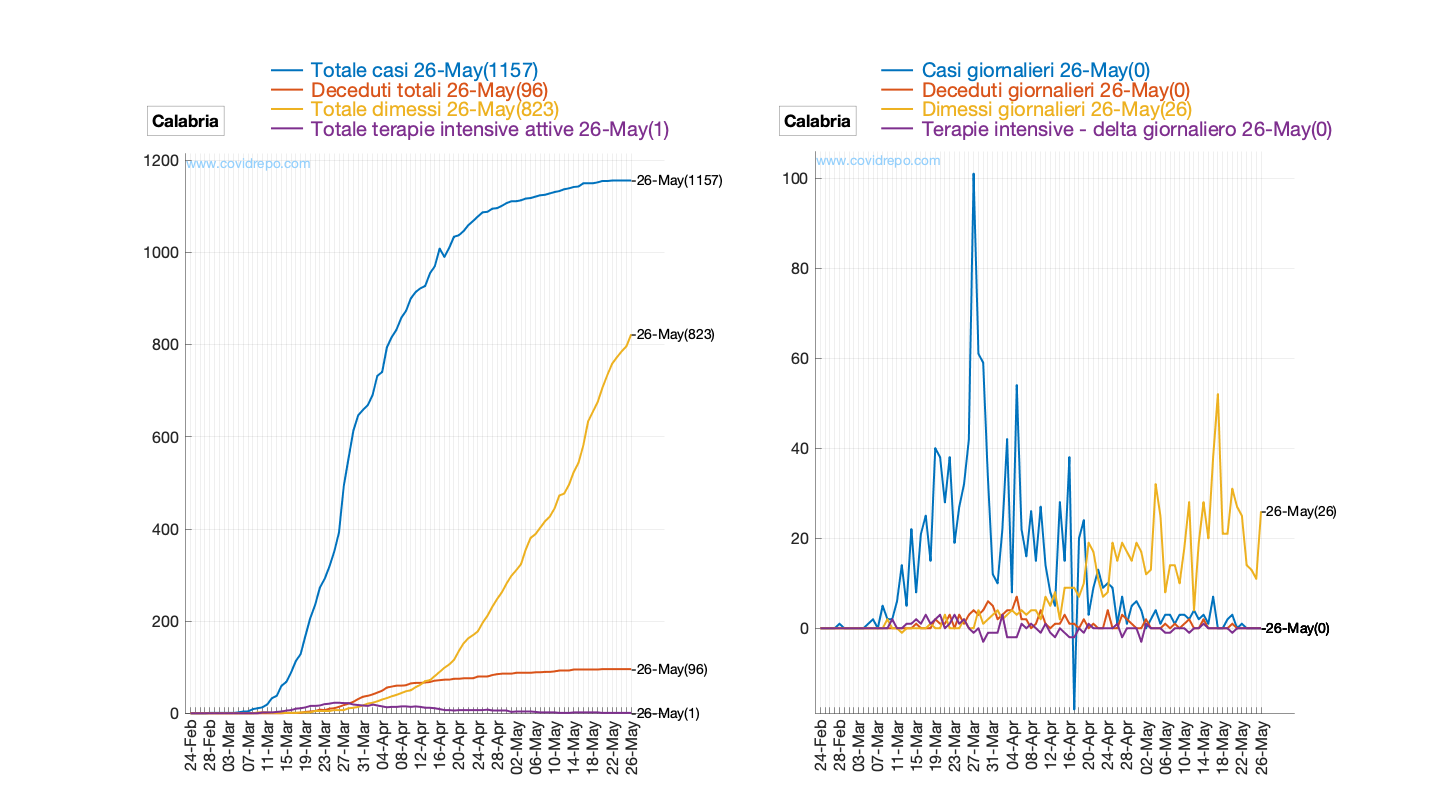 Totale casi 26-May(1157)
Deceduti totali 26-May(96)
Totale dimessi 26-May(823)
Totale terapie intensive attive 26-May(1)
Calabria
www.covidrepo.com
1200
1000
800
600
400
200
0
26-May(1157)
26-May(823)
26-May(96)
26-May(1)
24-Feb
28-Feb
03-Mar
07-Mar
11-Mar
15-Mar
19-Mar
23-Mar
27-Mar
31-Mar
04-Apr
08-Apr
12-Apr
16-Apr
20-Apr
24-Apr
28-Apr
02-May
06-May
10-May
14-May
18-May
22-May
26-May
Casi giornalieri 26-May(0)
Deceduti giornalieri 26-May(0)
Dimessi giornalieri 26-May(26)
Terapie intensive - delta giornaliero 26-May(0)
Calabria
www.covidrepo.com
100
80
60
40
20
0
26-May(26)
26-May(0)
24-Feb
28-Feb
03-Mar
07-Mar
11-Mar
15-Mar
19-Mar
23-Mar
27-Mar
31-Mar
04-Apr
08-Apr
12-Apr
16-Apr
20-Apr
24-Apr
28-Apr
02-May
06-May
10-May
14-May
18-May
22-May
26-May